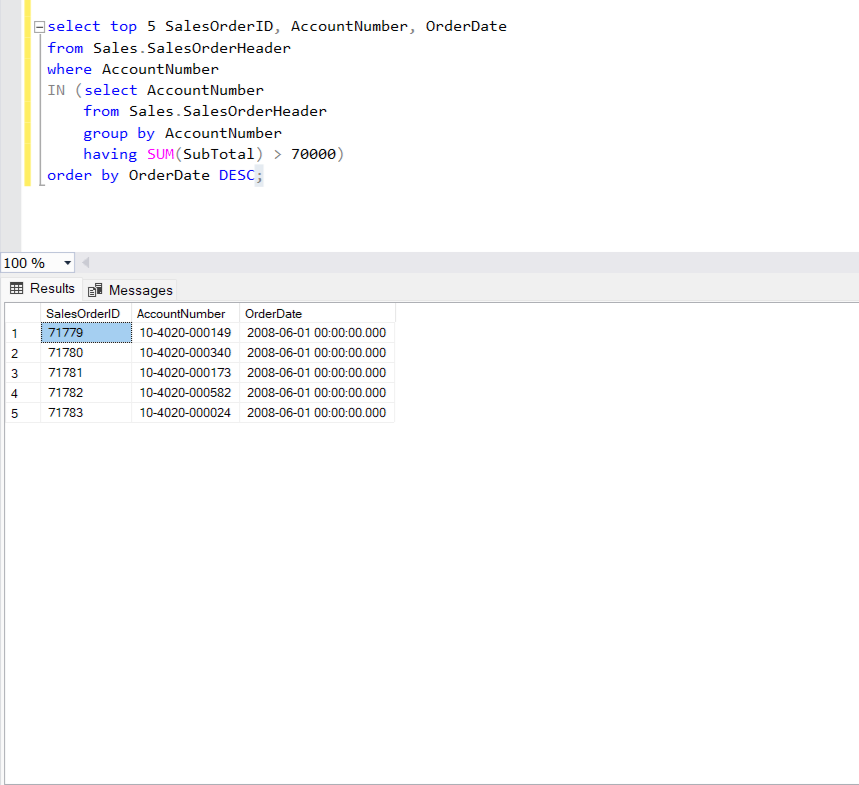 select top 5 SalesOrderID, AccountNumber, OrderDate
from Sales.SalesOrderHeader
where AccountNumber
IN (select AccountNumber
    from Sales.SalesOrderHeader
    group by AccountNumber
    having SUM(SubTotal) > 70000)
order by OrderDate DESC;
100 %
Results Messages
SalesOrderID AccountNumber OrderDate
1 71779 10-4020-000149 2008-06-01 00:00:00.000
2 71780 10-4020-000340 2008-06-01 00:00:00.000
3 71781 10-4020-000173 2008-06-01 00:00:00.000
4 71782 10-4020-000582 2008-06-01 00:00:00.000
5 71783 10-4020-000024 2008-06-01 00:00:00.000